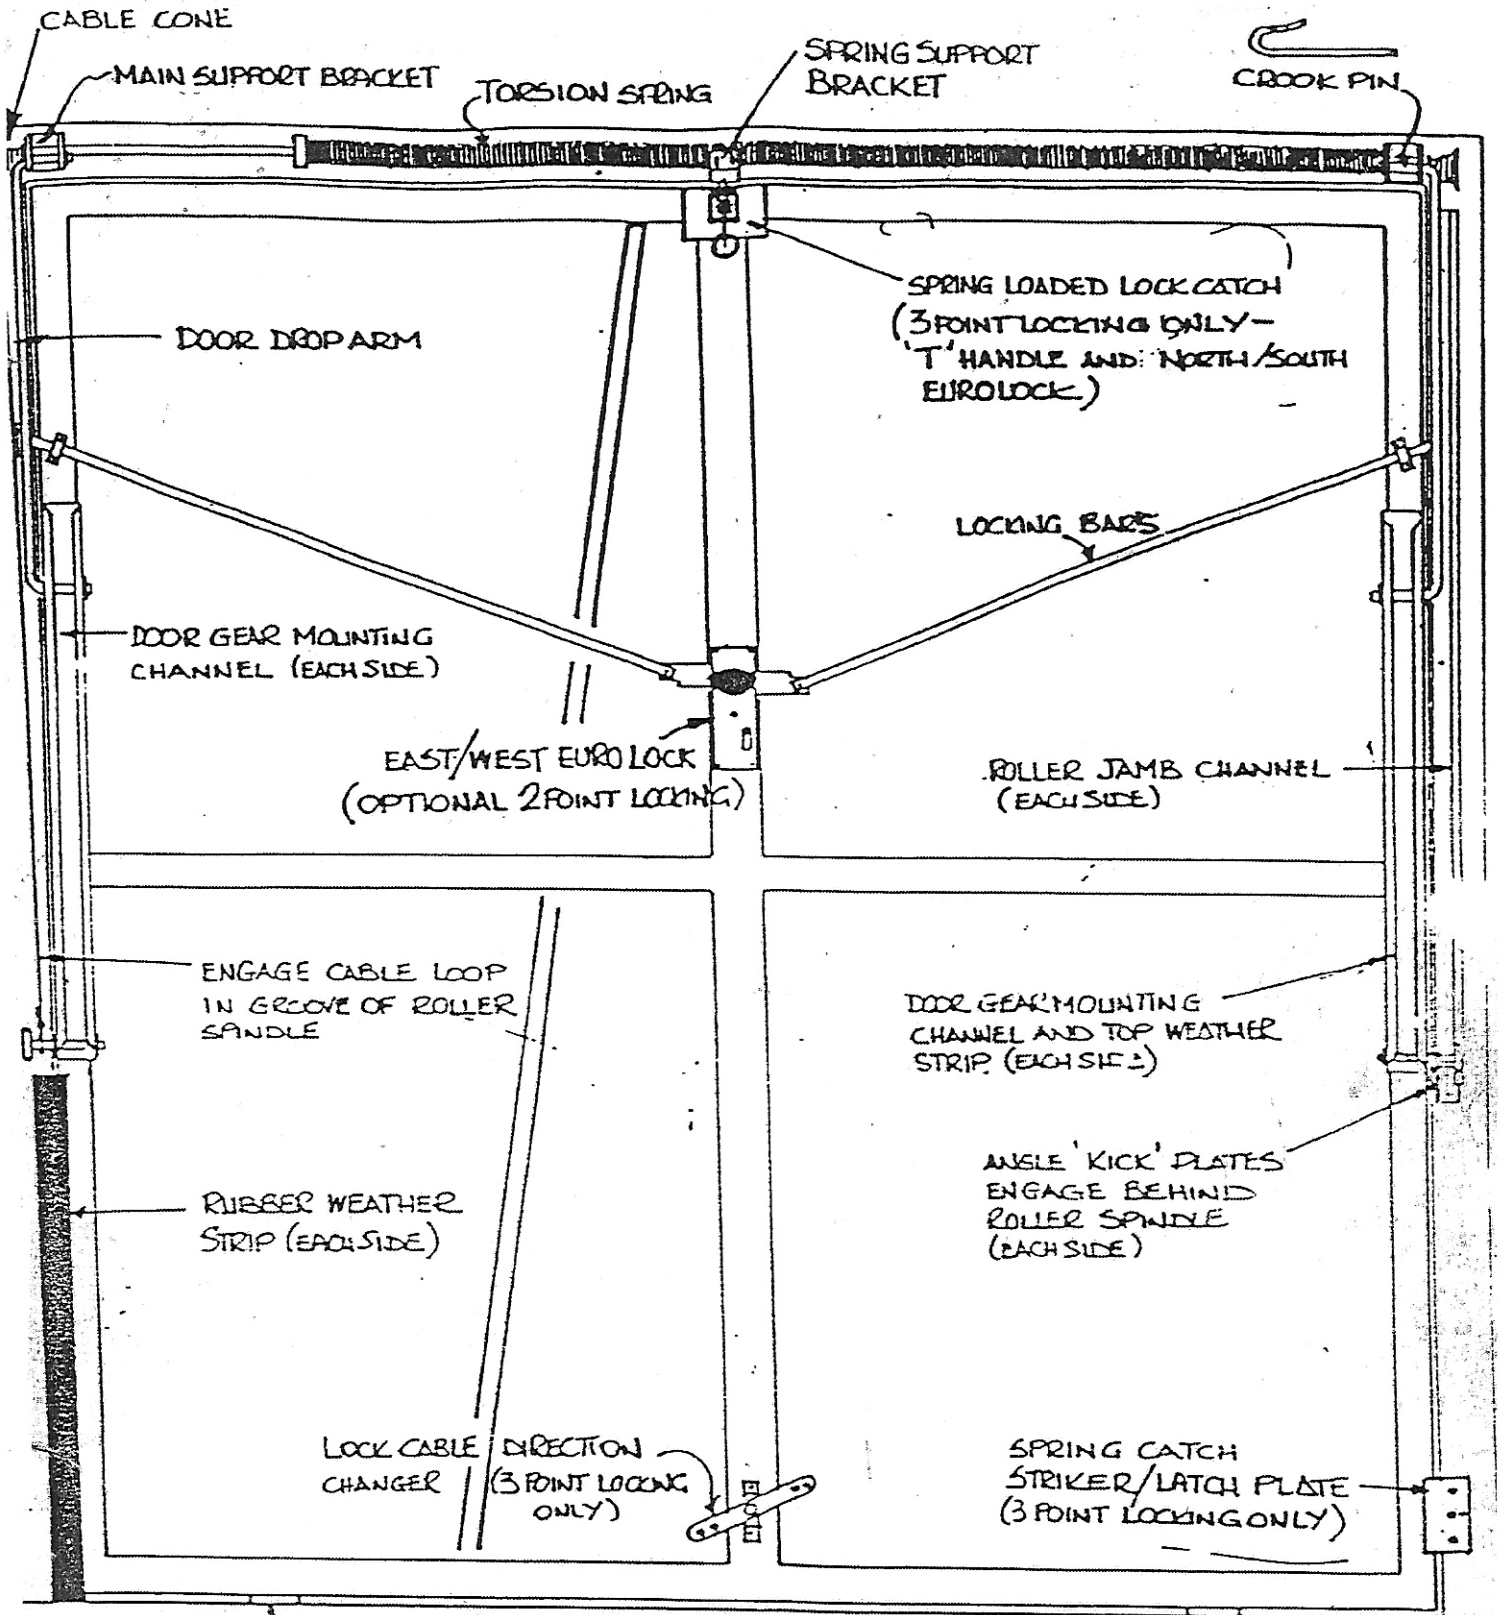 CABLE CONE
MAIN SUPPORT BRACKET
TORSION SPRING
SPRING SUPPORT
BRACKET
CROOK PIN
SPRING LOADED LOCK CATCH
(3 POINT LOCKING ONLY –
'T' HANDLE AND: NORTH/SOUTH
EUROLOCK)
DOOR DROP ARM
LOCKING BARS
DOOR GEAR MOUNTING
CHANNEL (EACH SIDE)
EAST/WEST EURO LOCK
(OPTIONAL 2 POINT LOCKING)
ROLLER JAMB CHANNEL
(EACH SIDE)
ENGAGE CABLE LOOP
IN GROOVE OF ROLLER
SPINDLE
DOOR GEAR MOUNTING
CHANNEL AND TOP WEATHER
STRIP. (EACH SIDE)
ANGLE 'KICK' PLATES
ENGAGE BEHIND
ROLLER SPINDLE
(EACH SIDE)
RUBBER WEATHER
STRIP (EACH SIDE)
LOCK CABLE DIRECTION
CHANGER (3 POINT LOCKING
ONLY)
SPRING CATCH
STRIKER/LATCH PLATE
(3 POINT LOCKING ONLY)